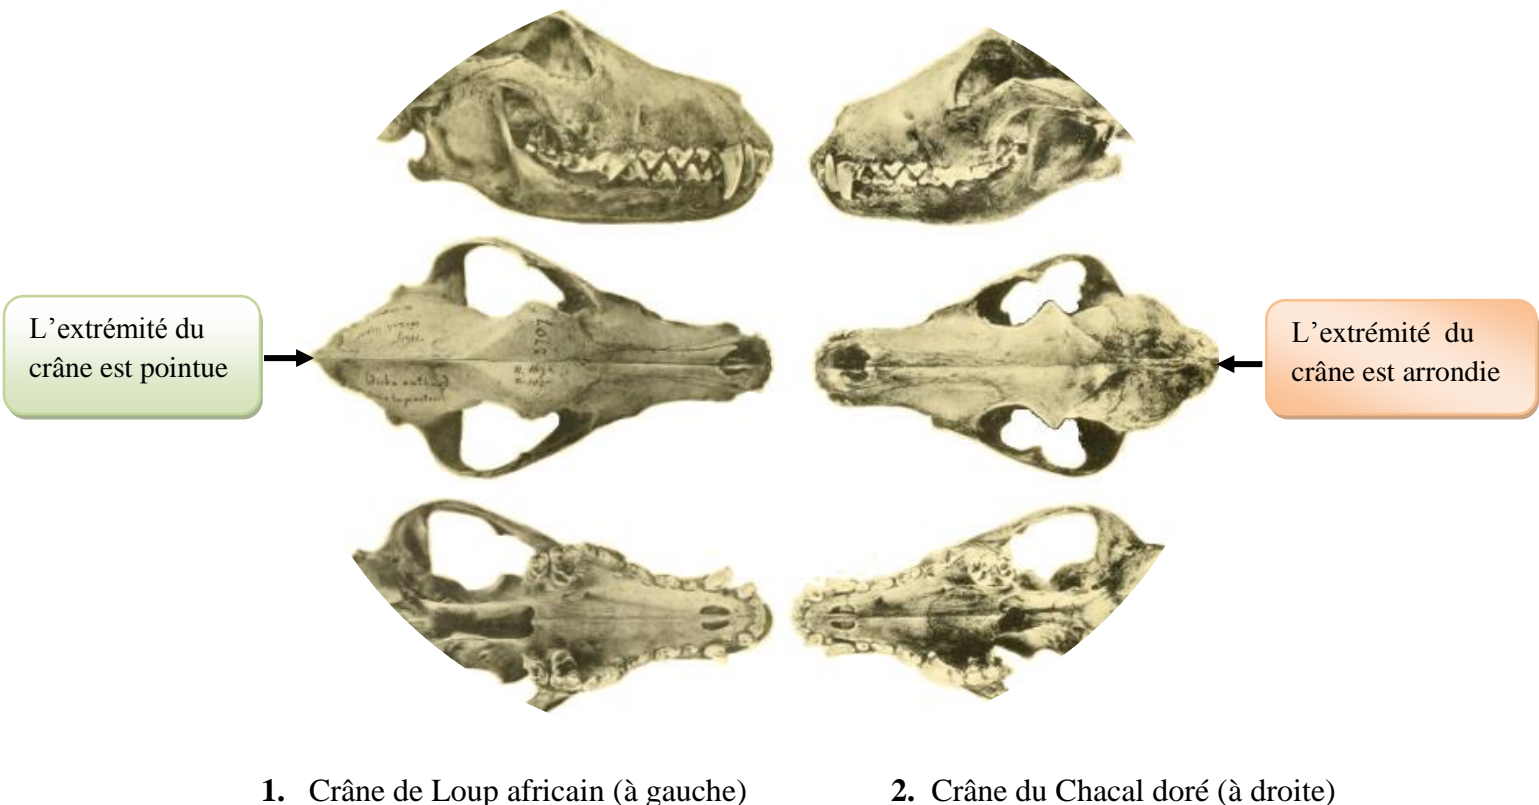 L’extrémité du
crâne est pointue
L’extrémité du
crâne est arrondie
3707
1. Crâne de Loup africain (à gauche)
2. Crâne du Chacal doré (à droite)